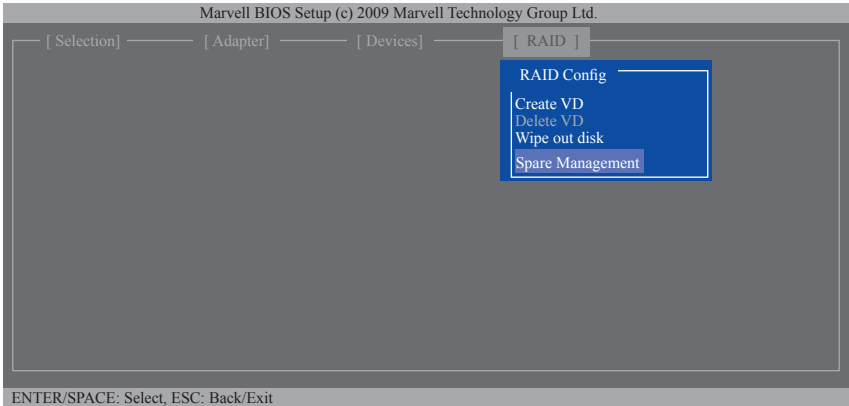 Marvell BIOS Setup (c) 2009 Marvell Technology Group Ltd.
[ Selection] [ Adapter] [ Devices] [ RAID ]
RAID Config
Create VD
Delete VD
Wipe out disk
Spare Management
ENTER/SPACE: Select, ESC: Back/Exit